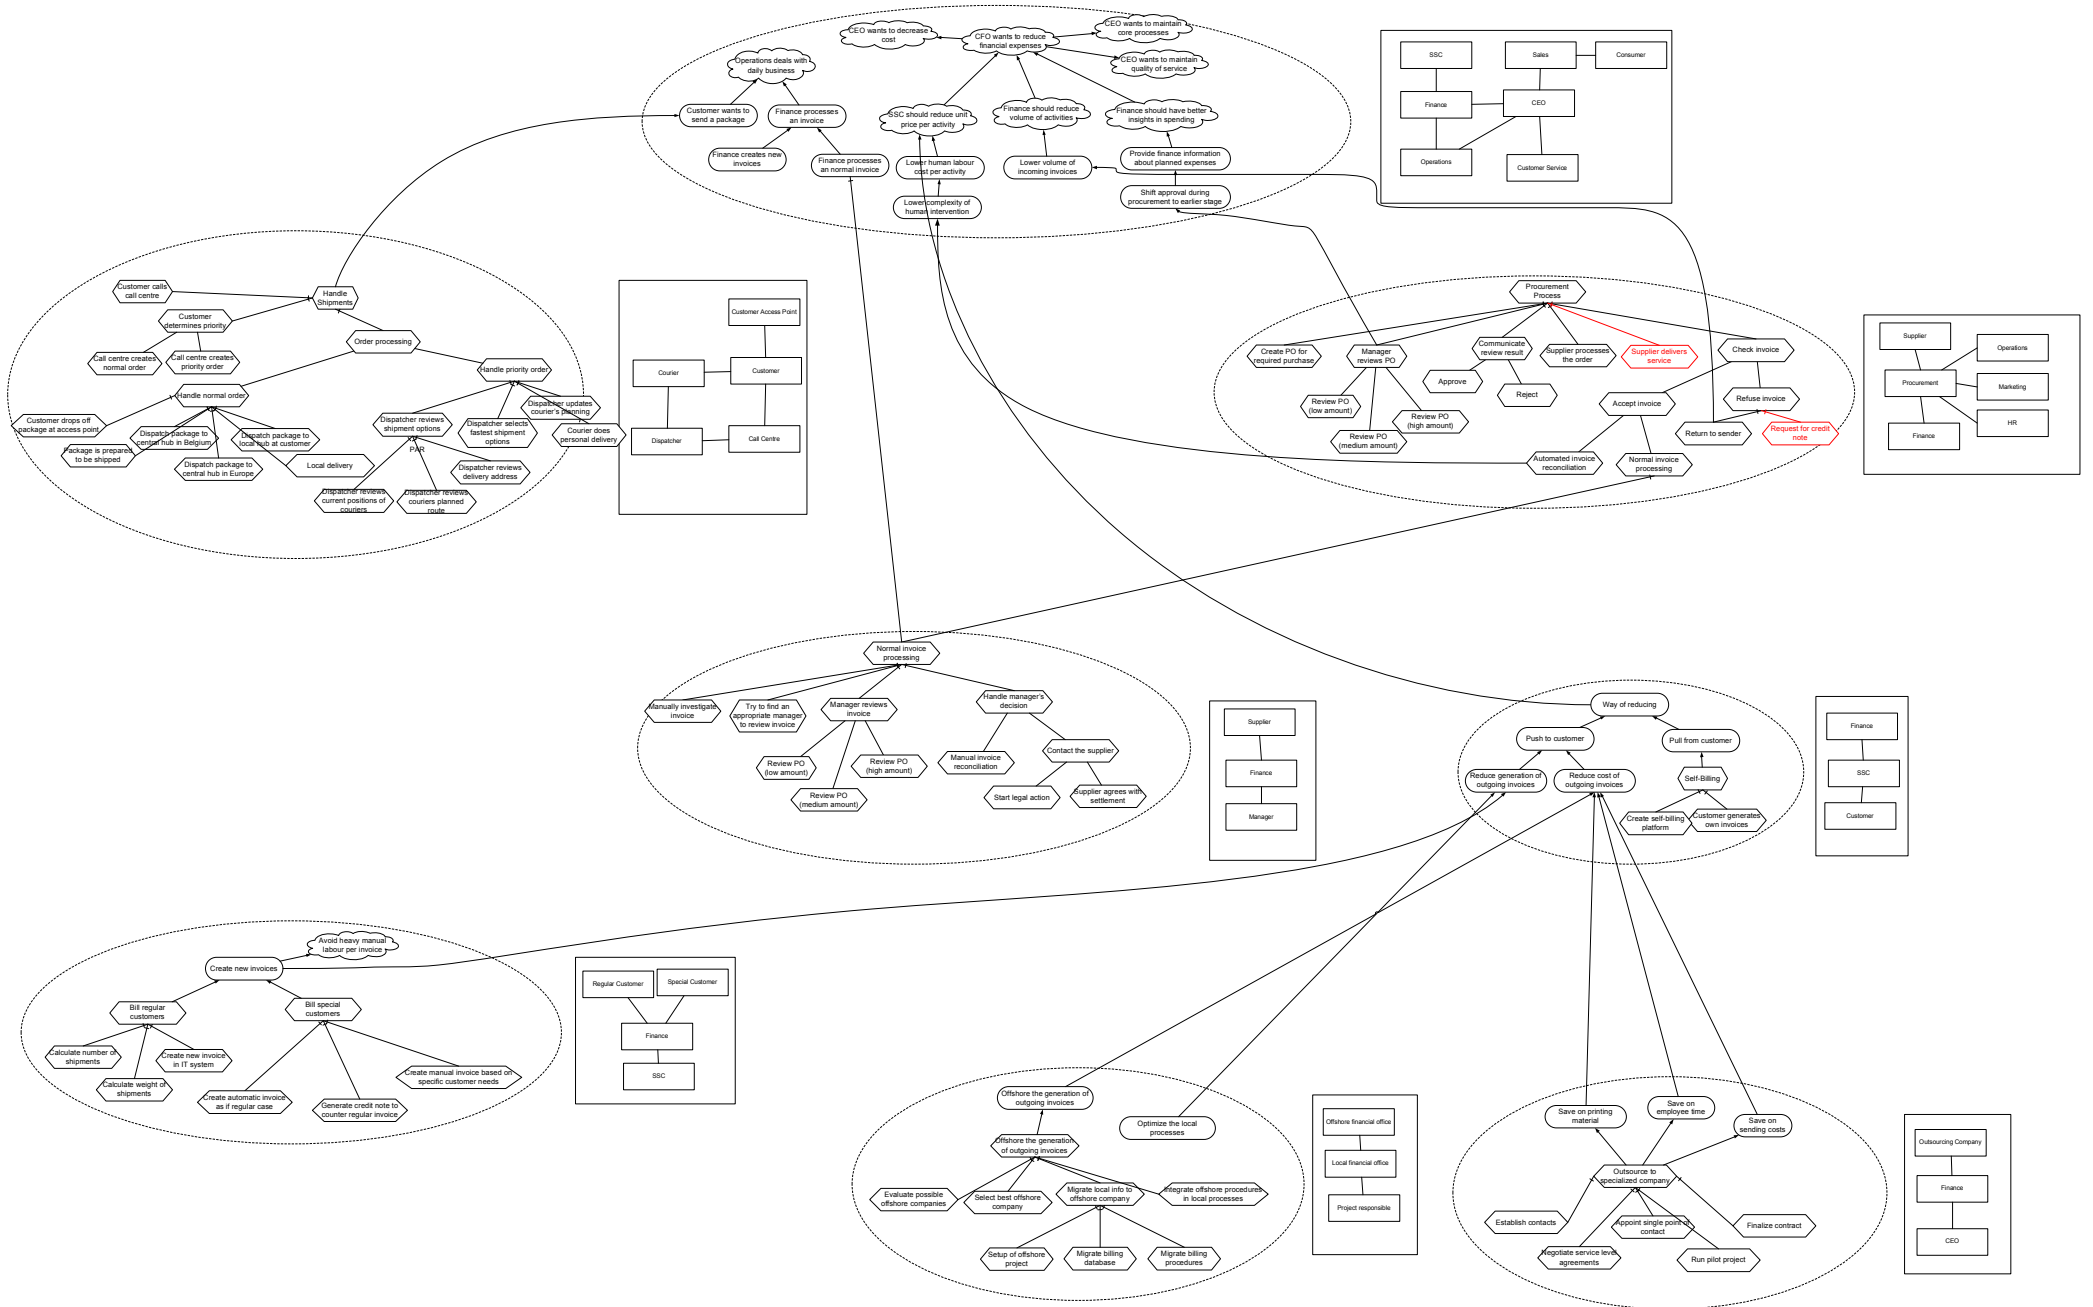 CEO wants to decrease
cost
CFO wants to reduce
financial expenses
CEO wants to maintain
core processes
CEO wants to maintain
quality of service
Operations deals with
daily business
Customer wants to
send a package
Finance processes
an invoice
SSC should reduce unit
price per activity
Finance should reduce
volume of activities
Finance should have better
insights in spending
Finance creates new
invoices
Finance processes
an normal invoice
Lower human labour
cost per activity
Lower volume of
incoming invoices
Provide finance information
about planned expenses
Lower complexity of
human intervention
Shift approval during
procurement to earlier stage
SSC
Sales
Consumer
Finance
CEO
Operations
Customer Service
Customer calls
call centre
Handle
Shipments
Customer
determines priority
Order processing
Call centre creates
normal order
Call centre creates
priority order
Handle priority order
Handle normal order
Customer drops off
package at access point
Dispatch package to
central hub in Belgium
Dispatch package to
local hub at customer
Package is prepared
to be shipped
Dispatch package to
central hub in Europe
Local delivery
Dispatcher reviews
shipment options
Dispatcher selects
fastest shipment
options
Dispatcher updates
courier's planning
Courier does
personal delivery
PAR
Dispatcher reviews
delivery address
Dispatcher reviews
current positions of
couriers
Dispatcher reviews
couriers planned
route
Customer Access Point
Courier
Customer
Dispatcher
Call Centre
Procurement
Process
Create PO for
required purchase
Manager
reviews PO
Communicate
review result
Supplier processes
the order
Supplier delivers
service
Check invoice
Approve
Reject
Review PO
(low amount)
Review PO
(high amount)
Review PO
(medium amount)
Accept invoice
Refuse invoice
Return to sender
Request for credit
note
Automated invoice
reconciliation
Normal invoice
processing
Supplier
Operations
Procurement
Marketing
HR
Finance
Normal invoice
processing
Manually investigate
invoice
Try to find an
appropriate manager
to review invoice
Manager reviews
invoice
Handle manager's
decision
Review PO
(low amount)
Review PO
(high amount)
Review PO
(medium amount)
Manual invoice
reconciliation
Contact the supplier
Start legal action
Supplier agrees with
settlement
Supplier
Finance
Manager
Way of reducing
Push to customer
Pull from customer
Reduce generation of
outgoing invoices
Reduce cost of
outgoing invoices
Self-Billing
Create self-billing
platform
Customer generates
own invoices
Finance
SSC
Customer
Avoid heavy manual
labour per invoice
Create new invoices
Bill regular
customers
Bill special
customers
Calculate number of
shipments
Create new invoice
in IT system
Calculate weight of
shipments
Create automatic invoice
as if regular case
Generate credit note to
counter regular invoice
Create manual invoice based on
specific customer needs
Regular Customer
Special Customer
Finance
SSC
Offshore the generation of
outgoing invoices
Optimize the local
processes
Offshore the generation
of outgoing invoices
Evaluate possible
offshore companies
Select best offshore
company
Migrate local info to
offshore company
Integrate offshore procedures
in local processes
Setup of offshore
project
Migrate billing
database
Migrate billing
procedures
Offshore financial office
Local financial office
Project responsible
Save on printing
material
Save on
employee time
Save on
sending costs
Outsource to
specialized company
Establish contacts
Negotiate service level
agreements
Appoint single point of
contact
Run pilot project
Finalize contract
Outsourcing Company
Finance
CEO